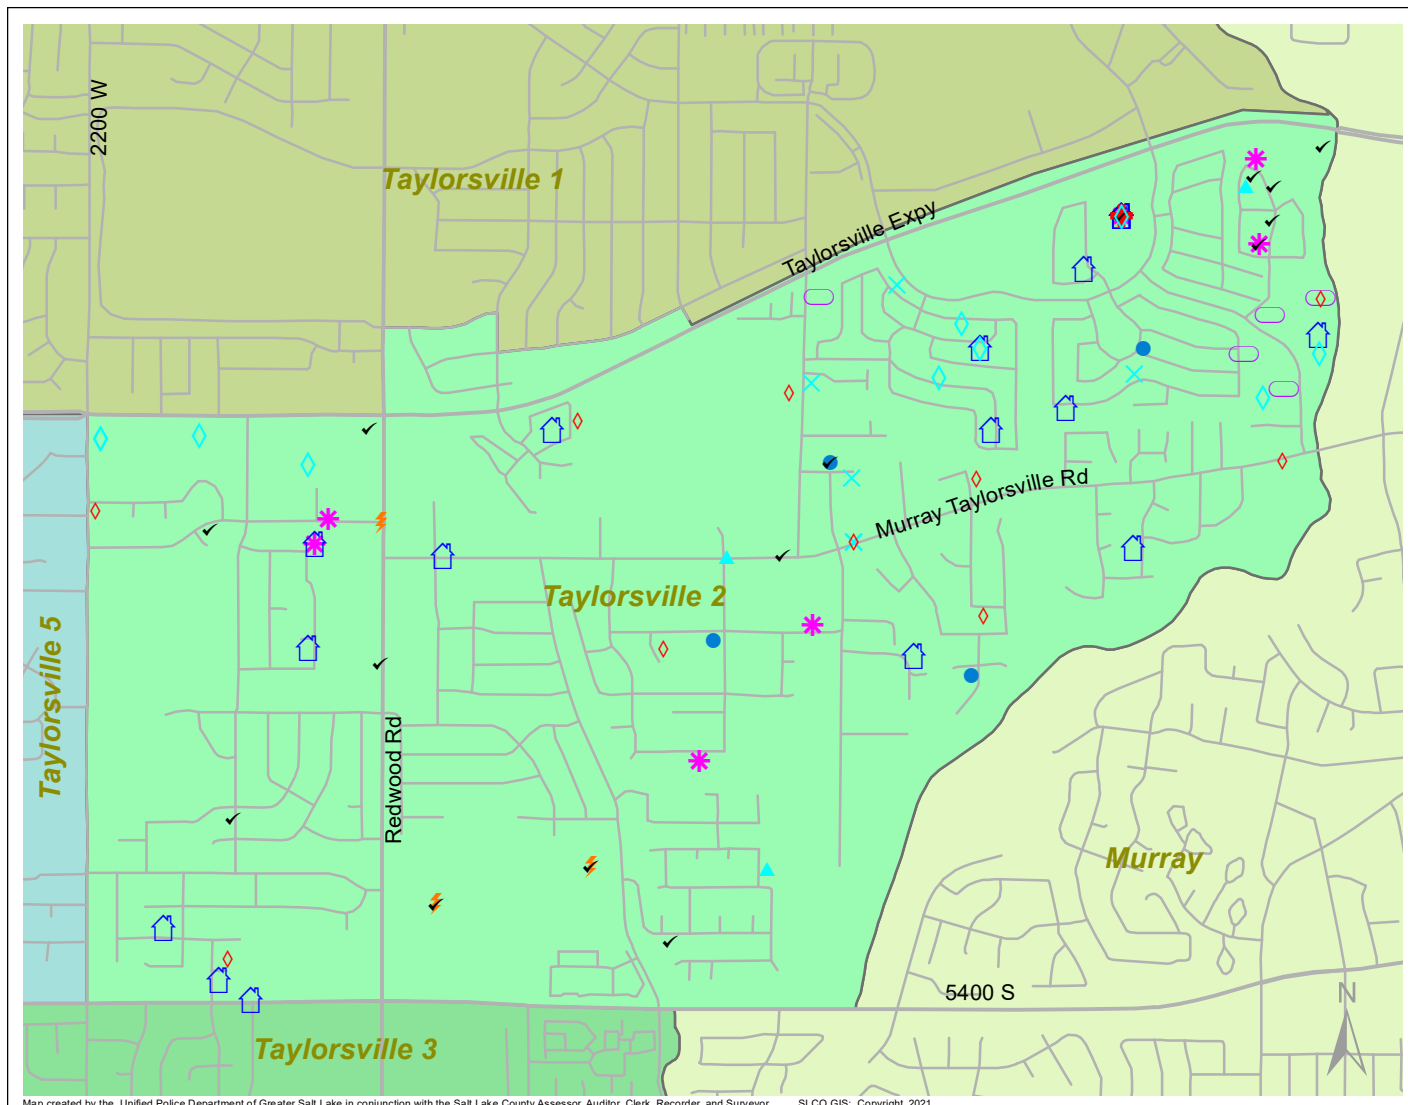 2200 W
Taylorsville 1
Taylorsville Expy
Murray Taylorsville Rd
Taylorsville 2
Taylorsville 5
Redwood Rd
Murray
5400 S
N
Taylorsville 3
Map created by the Unified Police Department of Greater Salt Lake in conjunction with the Salt Lake County Assessor, Auditor, Clerk, Recorder, and Surveyor. SLCO GIS: Copyright, 2021